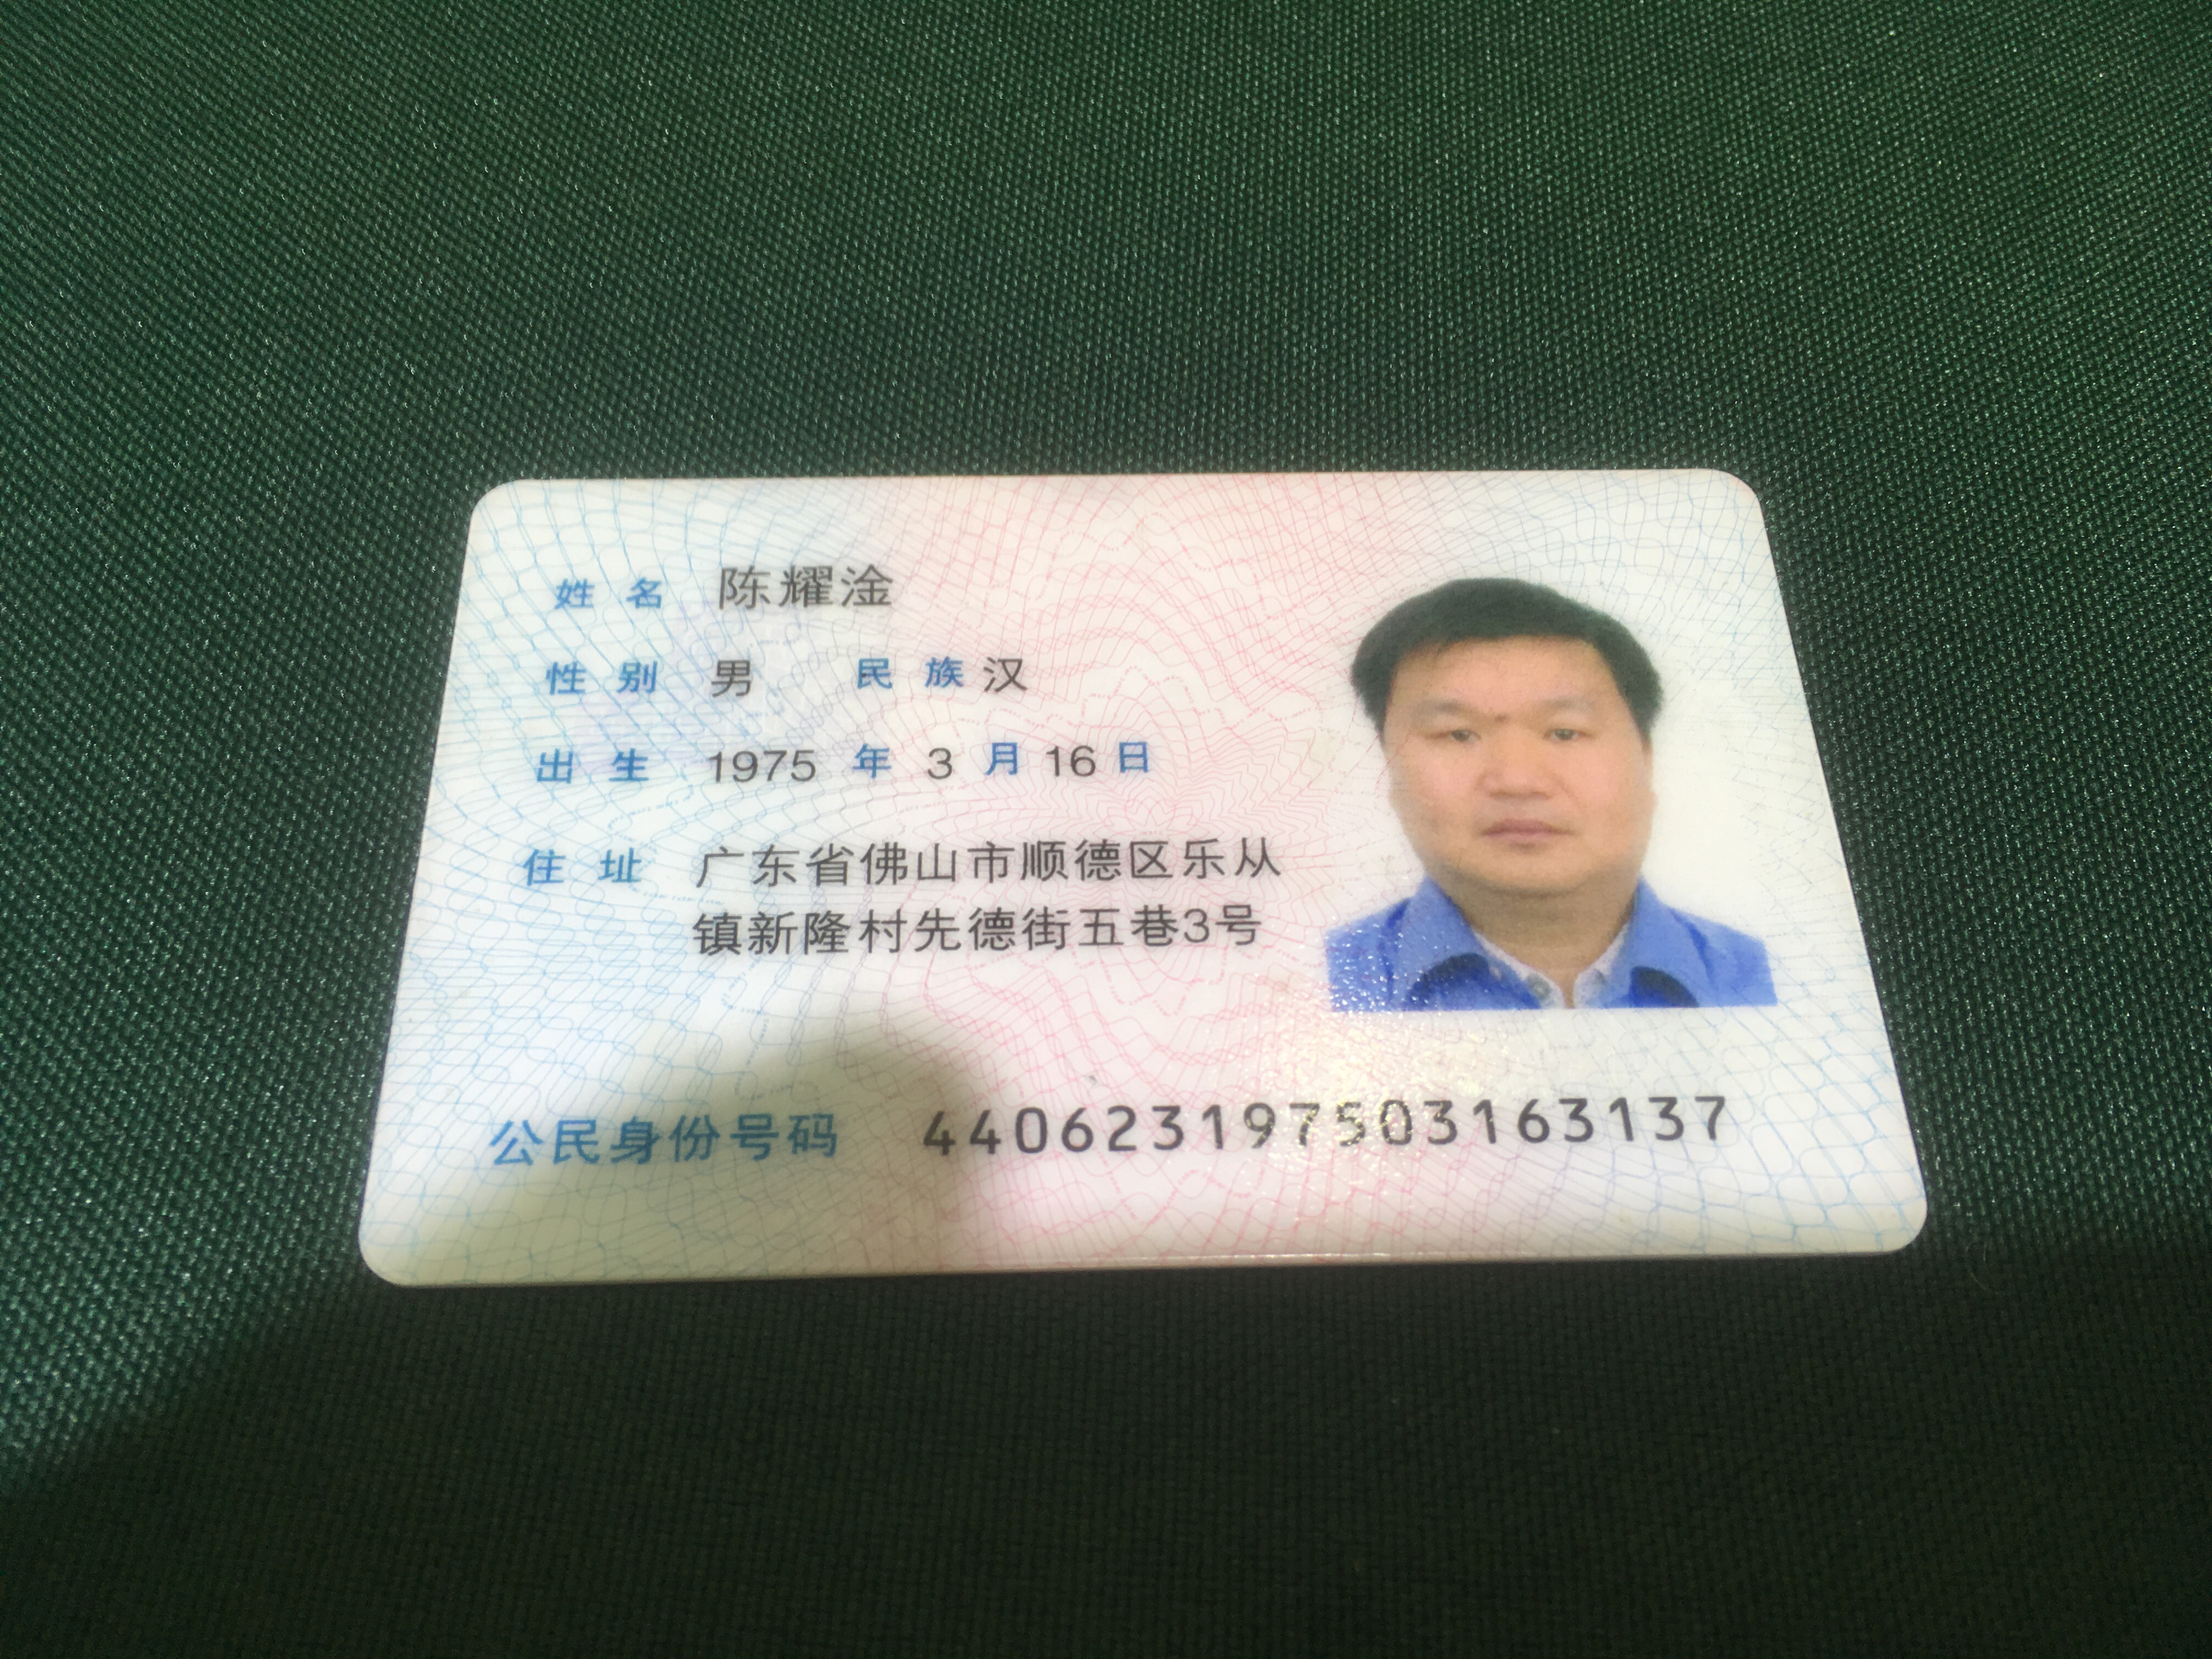 姓名 陈耀淦
性别 男 民族 汉
出生 1975 年 3 月 16 日
住址 广东省佛山市顺德区乐从
镇新隆村先德街五巷3号
公民身份号码 440623197503163137